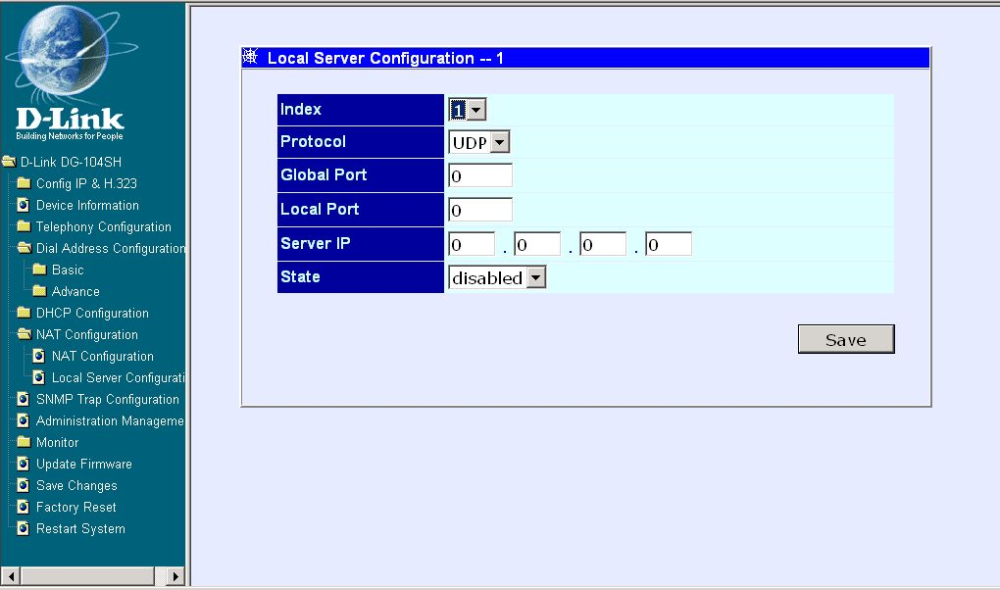 D-Link
Building Networks for People
D-Link DG-104SH
Config IP & H.323
Device Information
Telephony Configuration
Dial Address Configuration
Basic
Advance
DHCP Configuration
NAT Configuration
NAT Configuration
Local Server Configurati
SNMP Trap Configuration
Administration Manageme
Monitor
Update Firmware
Save Changes
Factory Reset
Restart System
Local Server Configuration -- 1
Index 1
Protocol UDP
Global Port 0
Local Port 0
Server IP 0 . 0 . 0 . 0
State disabled
Save